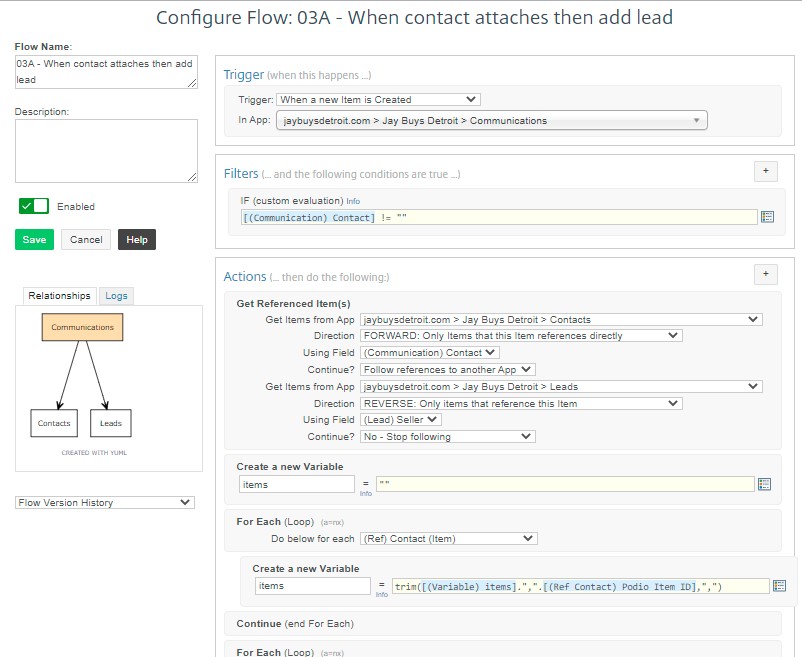 Configure Flow: 03A - When contact attaches then add lead
Flow Name:
03A - When contact attaches then add
lead
Description:
Enabled
Save Cancel Help
Relationships Logs
Communications
Contacts Leads
CREATED WITH YUML
Flow Version History
Trigger (when this happens ...)
Trigger: When a new Item is Created
In App: jaybuysdetroit.com > Jay Buys Detroit > Communications
Filters (... and the following conditions are true ...) +
IF (custom evaluation) Info
[(Communication) Contact] != ""
Actions (... then do the following:) +
Get Referenced Item(s)
Get Items from App jaybuysdetroit.com > Jay Buys Detroit > Contacts
Direction FORWARD: Only Items that this Item references directly
Using Field (Communication) Contact
Continue? Follow references to another App
Get Items from App jaybuysdetroit.com > Jay Buys Detroit > Leads
Direction REVERSE: Only items that reference this Item
Using Field (Lead) Seller
Continue? No - Stop following
Create a new Variable
items = ""
Info
For Each (Loop) (a=nx)
Do below for each (Ref) Contact (Item)
Create a new Variable
items = trim([(Variable) items].",".[(Ref Contact) Podio Item ID],",")
Info
Continue (end For Each)
For Each (Loop) (a=nx)